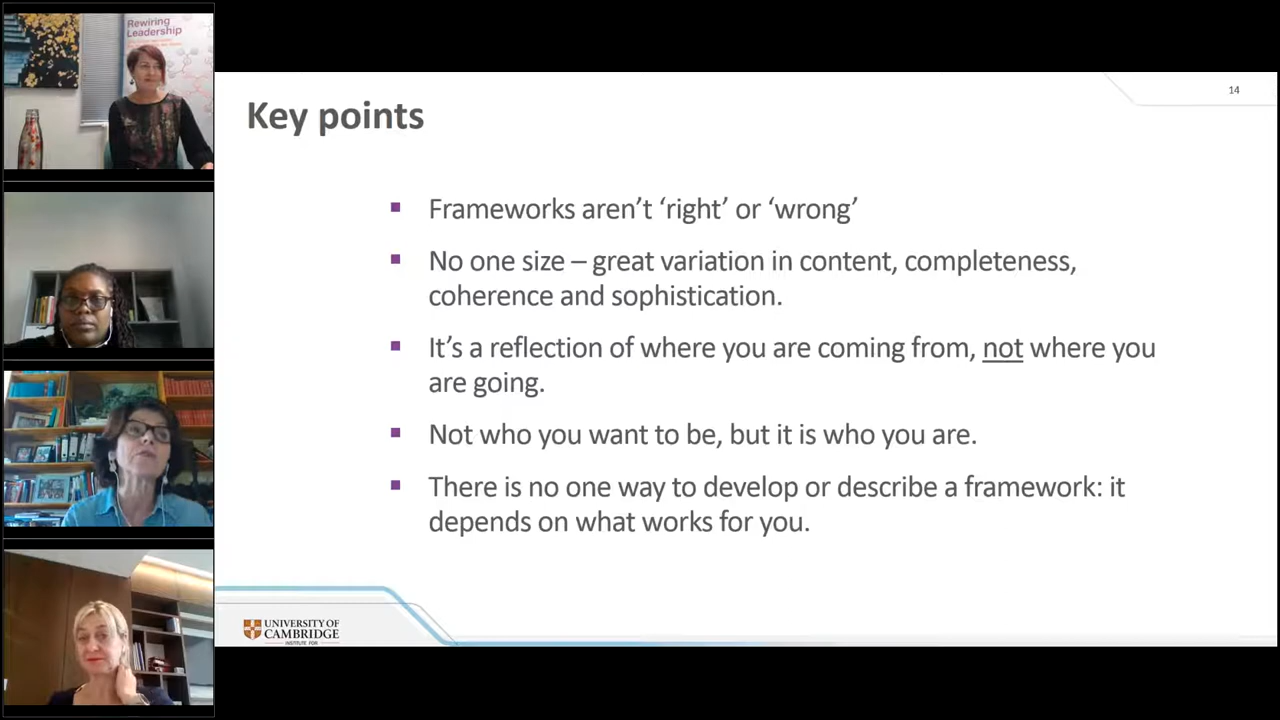 Rewiring
Leadership
14
Key points
Frameworks aren’t ‘right’ or ‘wrong’
No one size – great variation in content, completeness,
coherence and sophistication.
It’s a reflection of where you are coming from, not where you
are going.
Not who you want to be, but it is who you are.
There is no one way to develop or describe a framework: it
depends on what works for you.
UNIVERSITY OF
CAMBRIDGE
INSTITUTE FOR